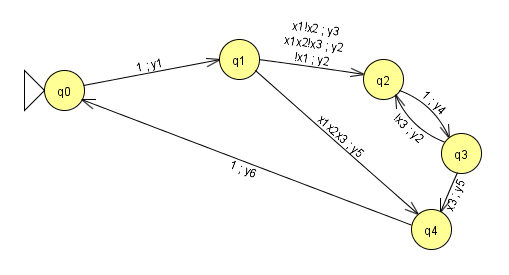 x1!x2 ; y3
x1x2!x3 ; y2
!x1 ; y2
1 ; y1
q1
q0
q2
1 ; y4
!x3 ; y2
x1x2x3 ; y5
q3
1 ; y6
x3 ; y5
q4